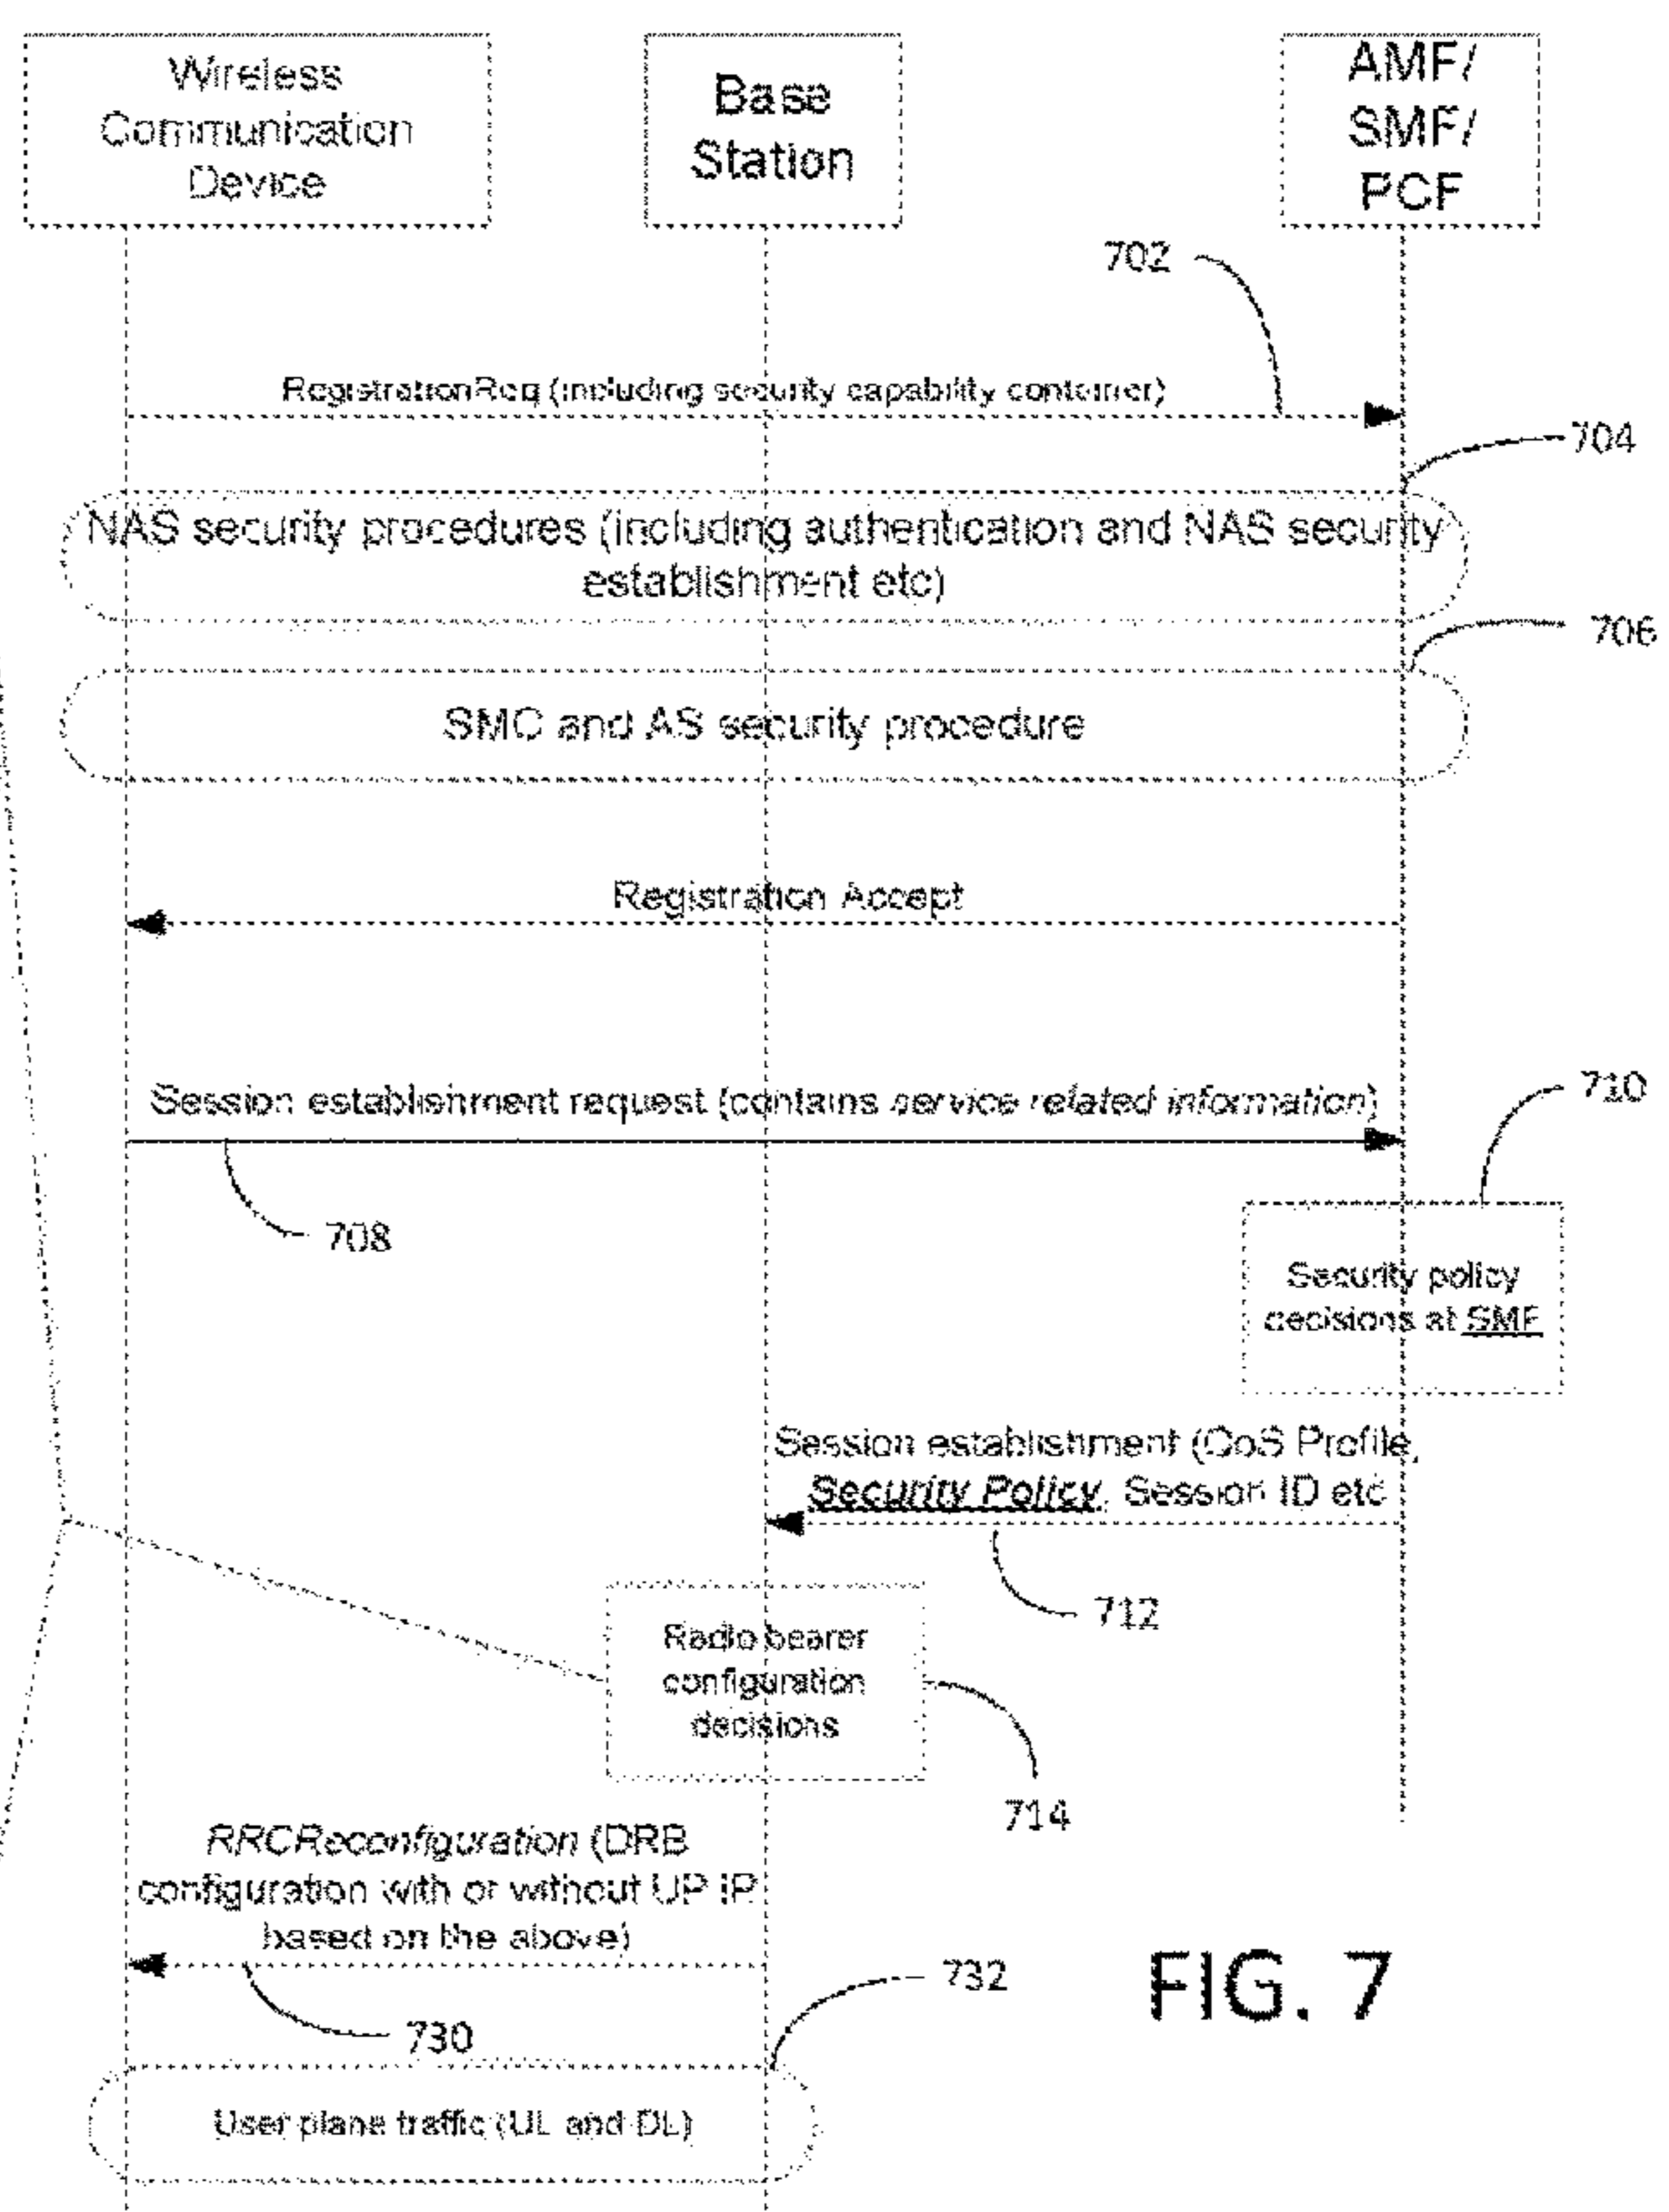 Wireless
Communication
Device
Base
Station
AMF/
SMF/
PCF
702
RegistrationReq (including security capability container)
704
NAS security procedures (including authentication and NAS security
establishment etc)
706
SMC and AS security procedure
Registration Accept
Session establishment request (contains service related information)
708
710
Security policy
decisions at SMF
Session establishment (QoS Profile,
Security Policy, Session ID etc
712
Radio bearer
configuration
decisions
714
RRCReconfiguration (DRB
configuration with or without UP IP
based on the above)
730
732
User plane traffic (UL and DL)
FIG. 7